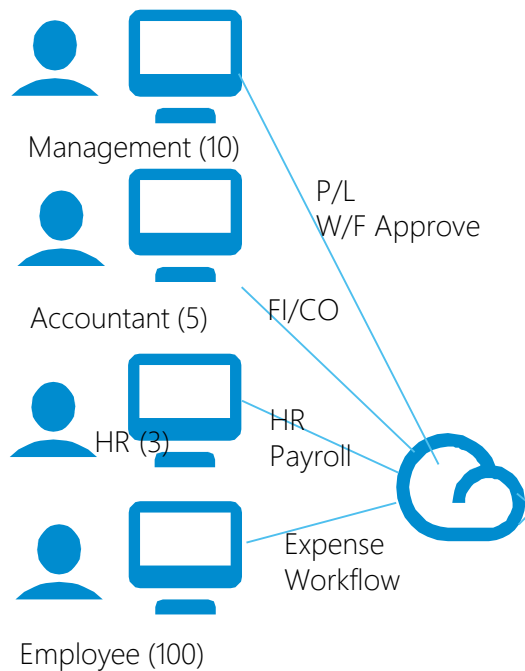 Management (10)
P/L
W/F Approve
Accountant (5)
FI/CO
HR (3)
HR
Payroll
Expense
Workflow
Employee (100)